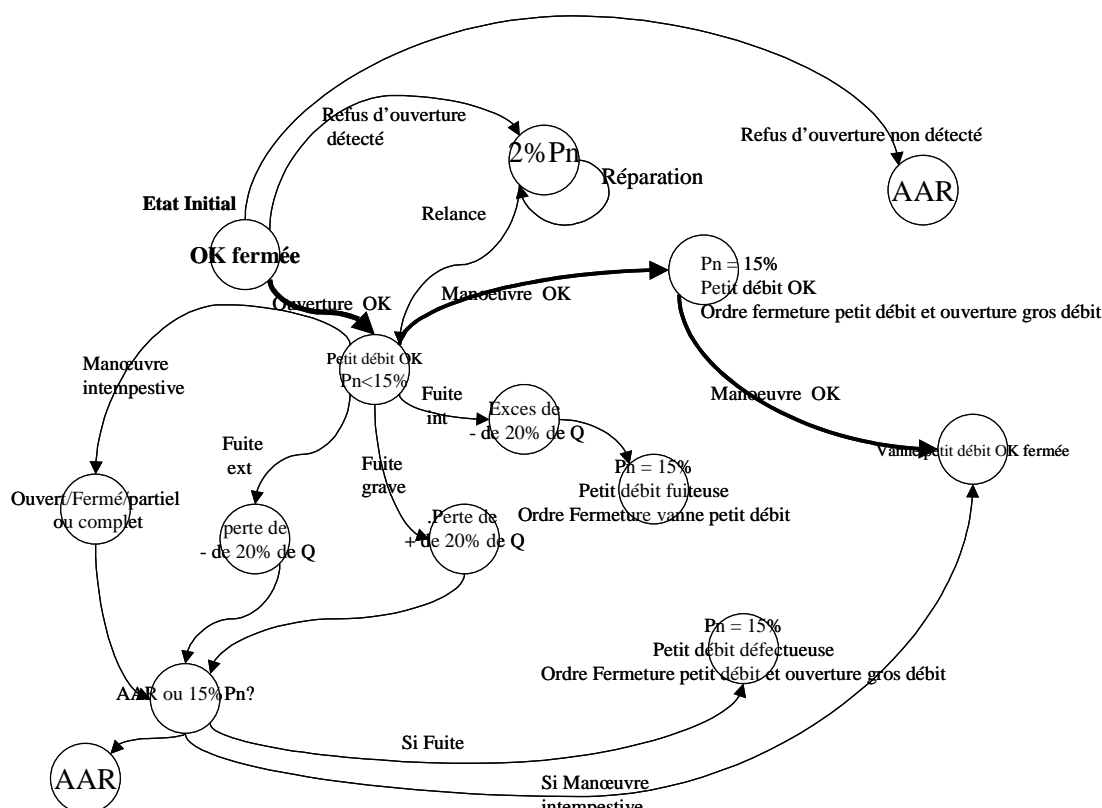 Refus d'ouverture
détecté
Refus d'ouverture non détecté
2%Pn
Réparation
AAR
Etat Initial
Relance
OK fermée
Pn = 15%
Petit débit OK
Ordre fermeture petit débit et ouverture gros débit
Ouverture OK
Manoeuvre OK
Petit débit OK
Pn<15%
Manœuvre
intempestive
Fuite
int
Manoeuvre OK
Exces de
- de 20% de Q
Fuite
ext
Fuite
grave
Vanne petit débit OK fermée
Pn = 15%
Petit débit fuiteuse
Ordre Fermeture vanne petit débit
Ouvert/Fermé/partiel
ou complet
perte de
- de 20% de Q
.Perte de
+ de 20% de Q
Pn = 15%
Petit débit défectueuse
Ordre Fermeture petit débit et ouverture gros débit
AAR ou 15%Pn?
Si Fuite
AAR
Si Manœuvre
intempestive